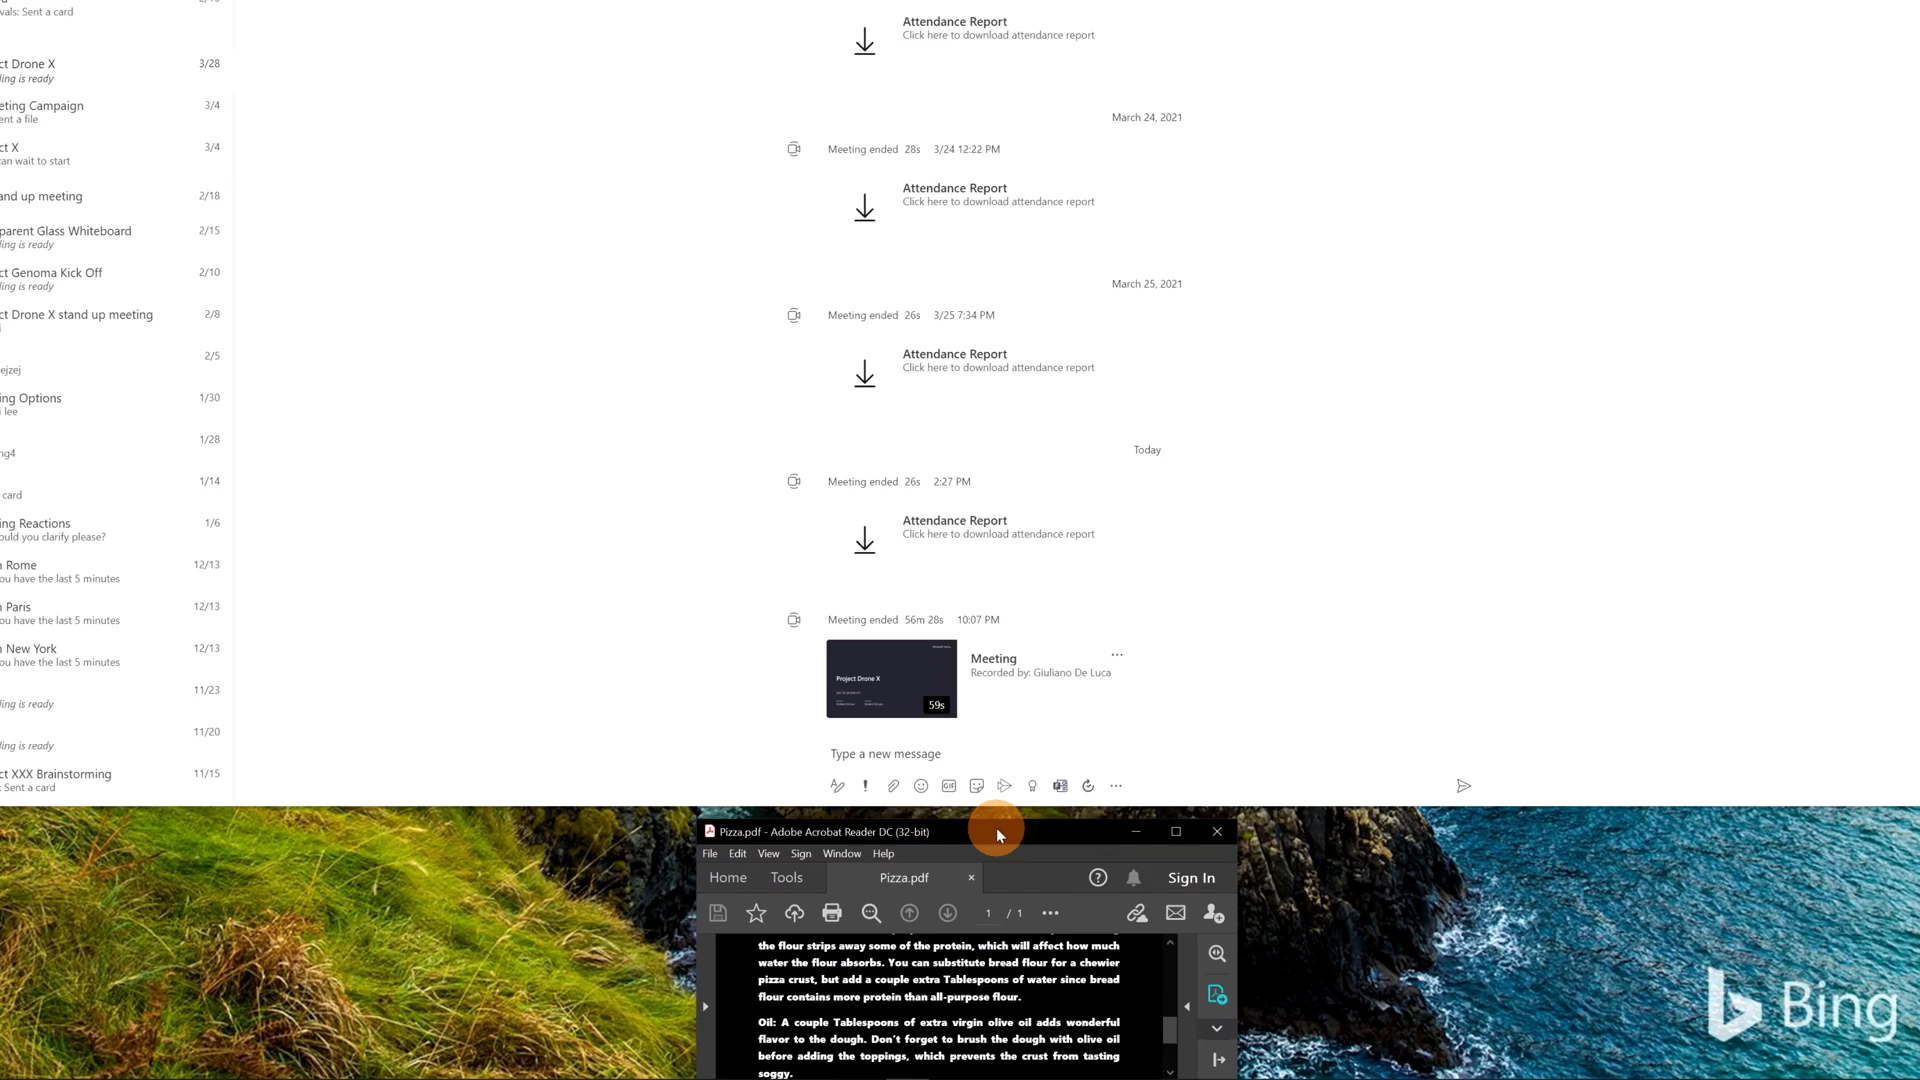 vals: Sent a card
ct Drone X 3/28
ling is ready
eting Campaign 3/4
ent a file
ct X 3/4
can wait to start
and up meeting 2/18
parent Glass Whiteboard 2/15
ling is ready
ct Genoma Kick Off 2/10
ling is ready
ct Drone X stand up meeting 2/8
2/5
ejzej
ing Options 1/30
i lee
1/28
ng4
1/14
card
ing Reactions 1/6
ould you clarify please?
n Rome 12/13
ou have the last 5 minutes
n Paris 12/13
ou have the last 5 minutes
n New York 12/13
ou have the last 5 minutes
11/23
ling is ready
11/20
ling is ready
ct XXX Brainstorming 11/15
: Sent a card
Attendance Report
Click here to download attendance report
March 24, 2021
Meeting ended 28s 3/24 12:22 PM
Attendance Report
Click here to download attendance report
March 25, 2021
Meeting ended 26s 3/25 7:34 PM
Attendance Report
Click here to download attendance report
Today
Meeting ended 26s 2:27 PM
Attendance Report
Click here to download attendance report
Meeting ended 56m 28s 10:07 PM
Project Drone X
59s
Meeting
Recorded by: Giuliano De Luca
Type a new message
GIF
Pizza.pdf - Adobe Acrobat Reader DC (32-bit)
File Edit View Sign Window Help
Home Tools Pizza.pdf Sign In
1 / 1
the flour strips away some of the protein, which will affect how much
water the flour absorbs. You can substitute bread flour for a chewier
pizza crust, but add a couple extra Tablespoons of water since bread
flour contains more protein than all-purpose flour.
Oil: A couple Tablespoons of extra virgin olive oil adds wonderful
flavor to the dough. Don't forget to brush the dough with olive oil
before adding the toppings, which prevents the crust from tasting
soggy.
Bing